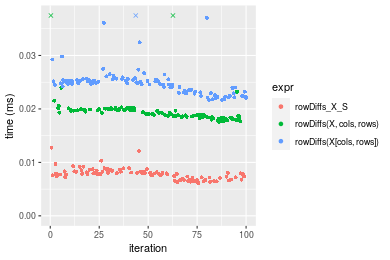 time (ms)
0.03
0.02
0.01
0.00
0
25
50
75
100
iteration
expr
rowDiffs_X_S
rowDiffs(X, cols, rows)
rowDiffs(X[cols, rows])